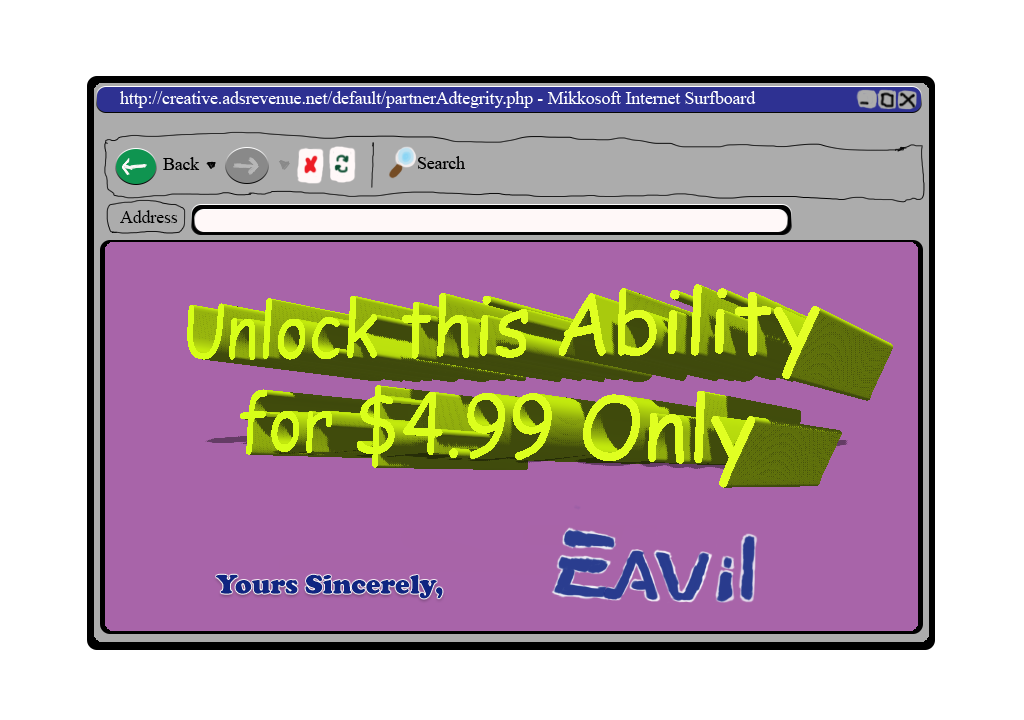 http://creative.adsrevenue.net/default/partnerAdtegrity.php - Mikkosoft Internet Surfboard
Back Search
Address
Unlock this Ability
for $4.99 Only
Yours Sincerely, EAVil